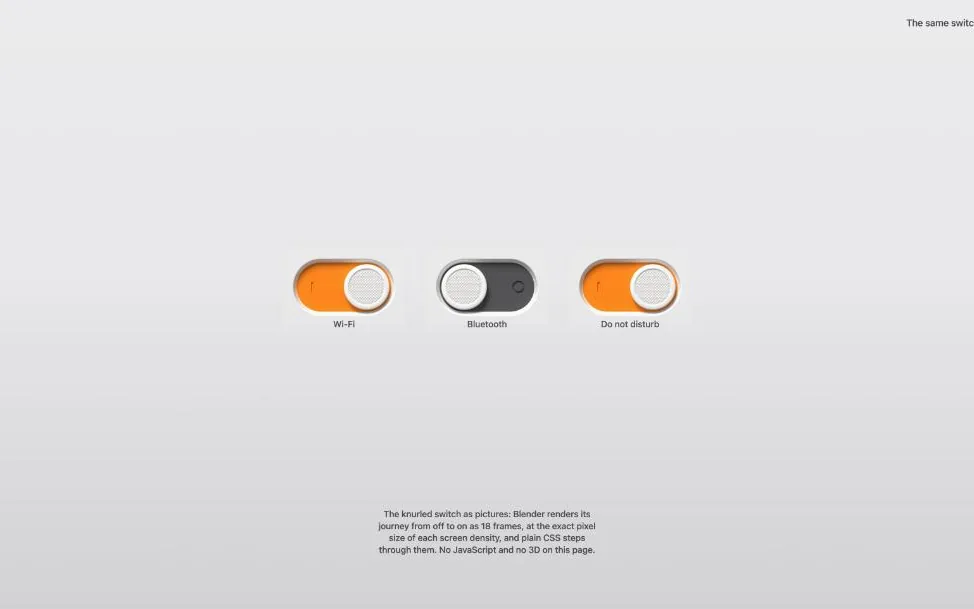 The same switc
Wi-Fi
Bluetooth
Do not disturb
The knurled switch as pictures: Blender renders its
journey from off to on as 18 frames, at the exact pixel
size of each screen density, and plain CSS steps
through them. No JavaScript and no 3D on this page.